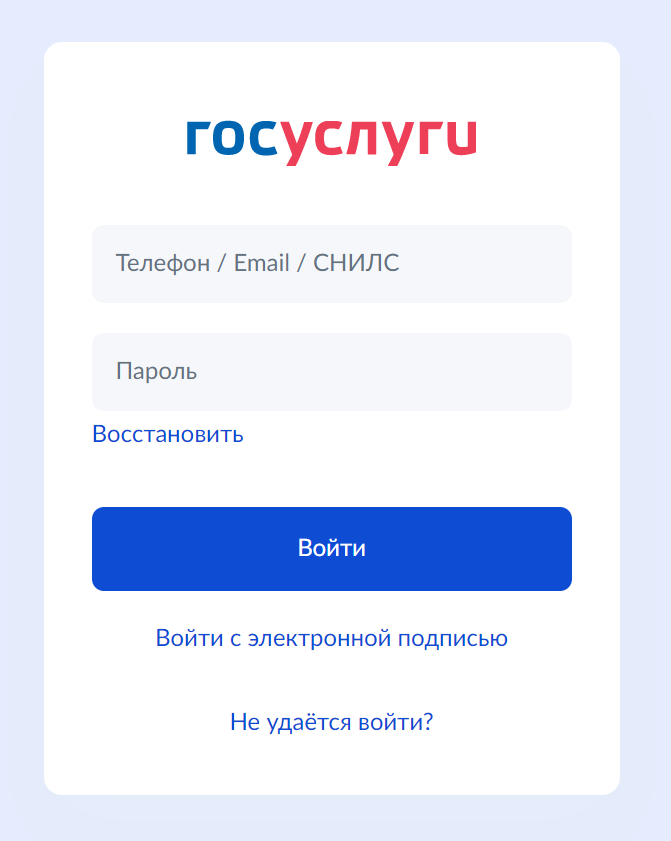 госуслуги
Телефон / Email / СНИЛС
Пароль
Восстановить
Войти
Войти с электронной подписью
Не удаётся войти?